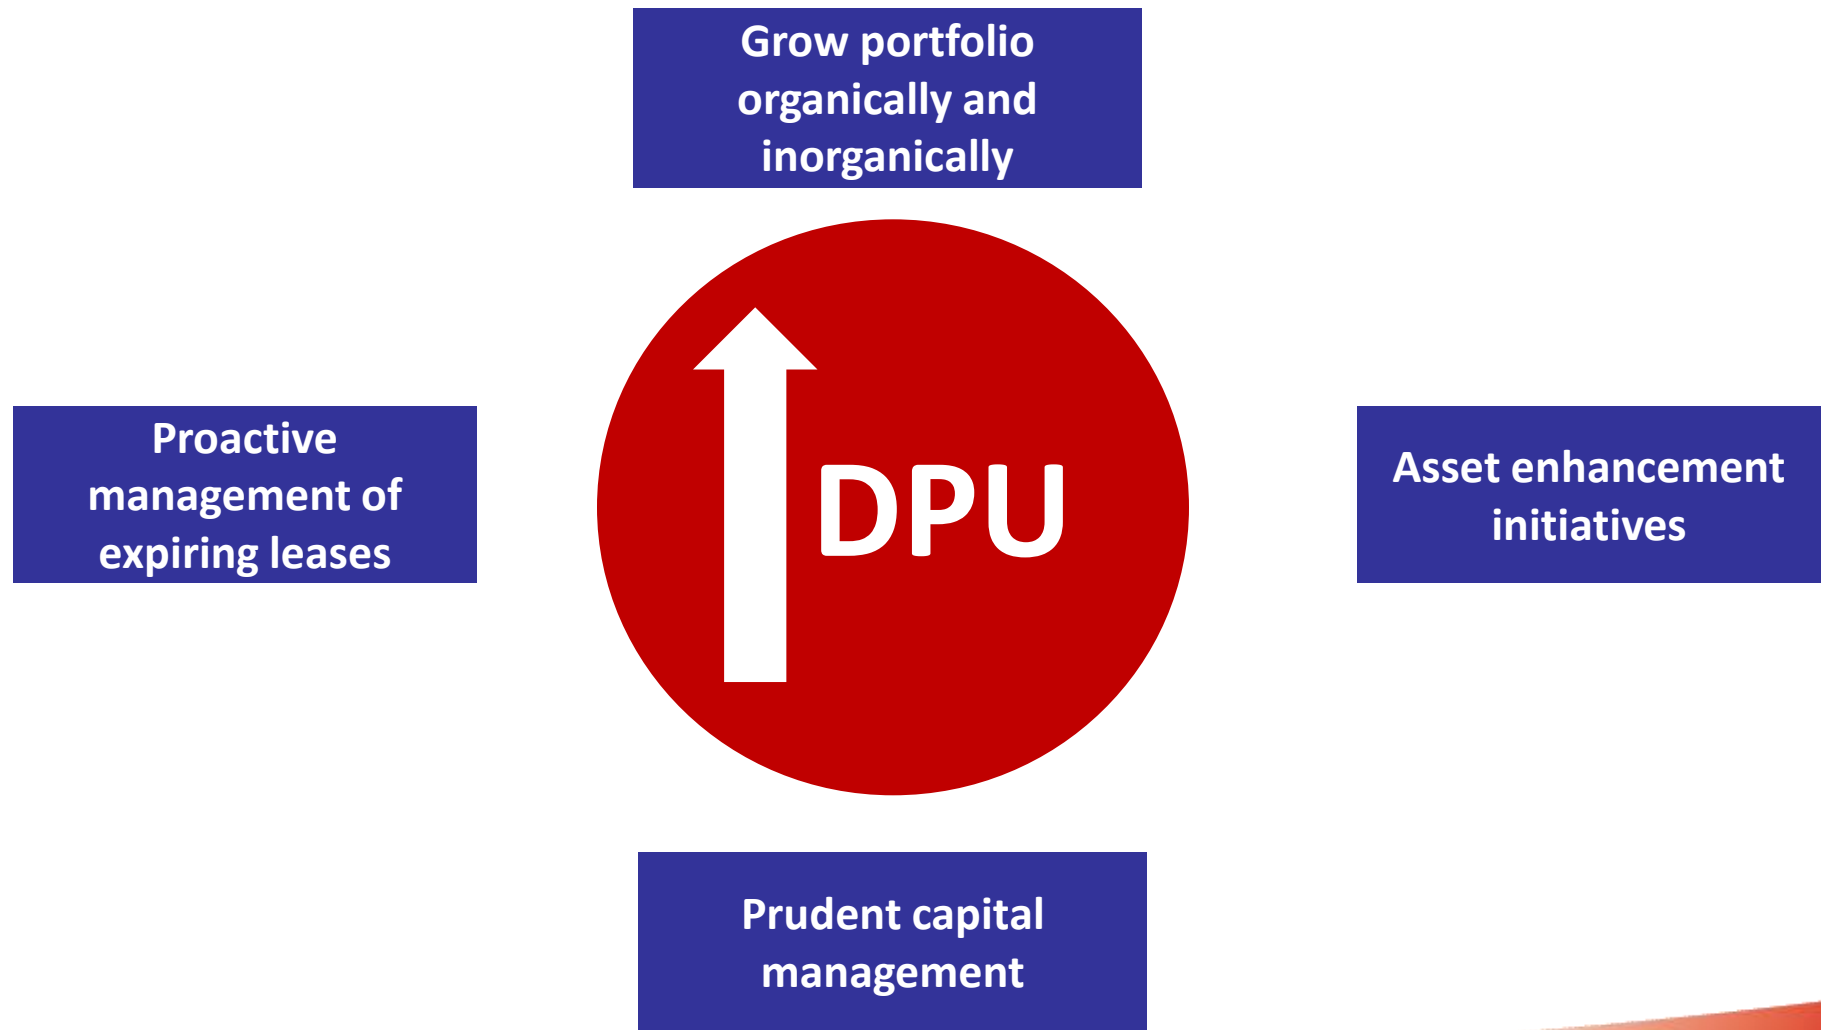 Grow portfolio
organically and
inorganically
Proactive
management of
expiring leases
DPU
Asset enhancement
initiatives
Prudent capital
management